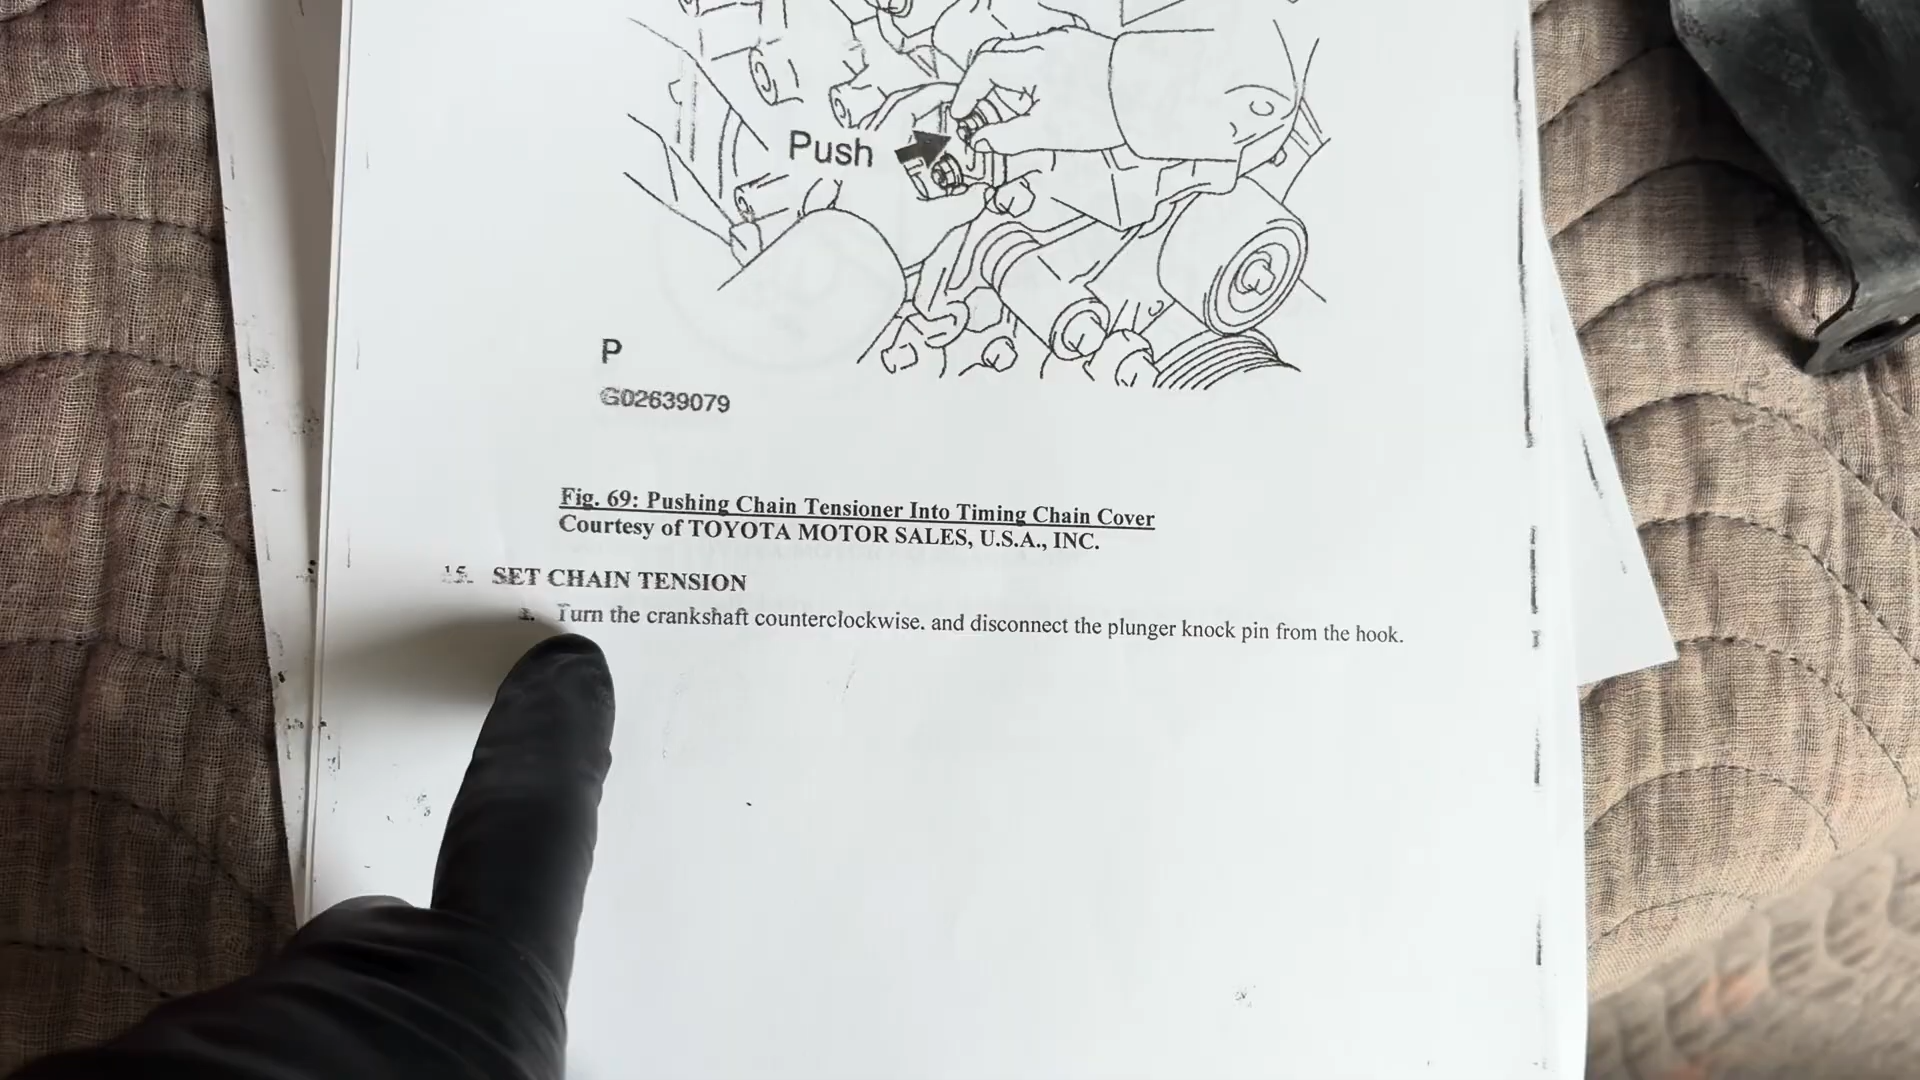 Push
P
G02639079
Fig. 69: Pushing Chain Tensioner Into Timing Chain Cover
Courtesy of TOYOTA MOTOR SALES, U.S.A., INC.
15. SET CHAIN TENSION
Turn the crankshaft counterclockwise. and disconnect the plunger knock pin from the hook.